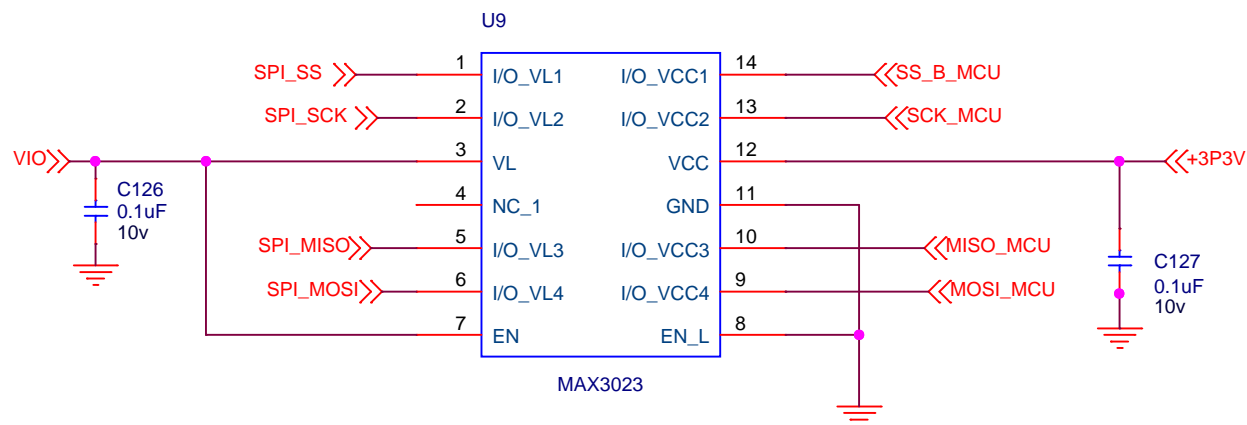 U9
SPI_SS 1 I/O_VL1 I/O_VCC1 14 SS_B_MCU
SPI_SCK 2 I/O_VL2 I/O_VCC2 13 SCK_MCU
VIO 3 VL VCC 12 +3P3V
C126
0.1uF
10v
4 NC_1 GND 11
SPI_MISO 5 I/O_VL3 I/O_VCC3 10 MISO_MCU
C127
0.1uF
10v
SPI_MOSI 6 I/O_VL4 I/O_VCC4 9 MOSI_MCU
7 EN EN_L 8
MAX3023